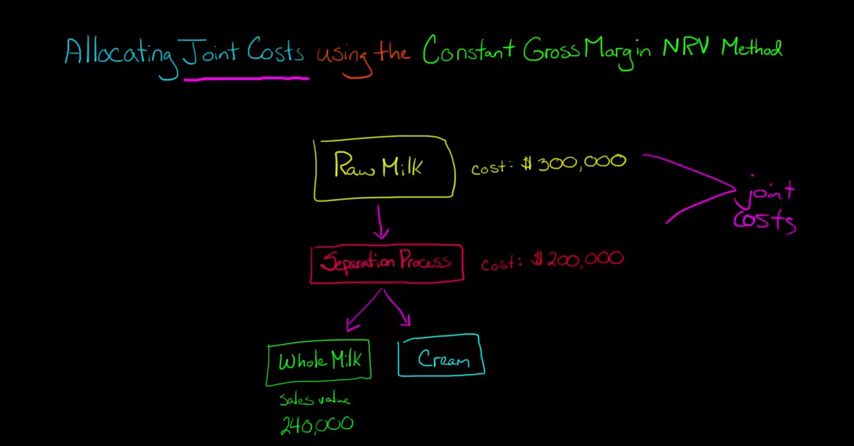 Allocating Joint Costs using the Constant Gross Margin NRV Method
Raw Milk
cost: $300,000
joint
costs
Separation Process
cost: $200,000
Whole Milk
Cream
sales value
240,000